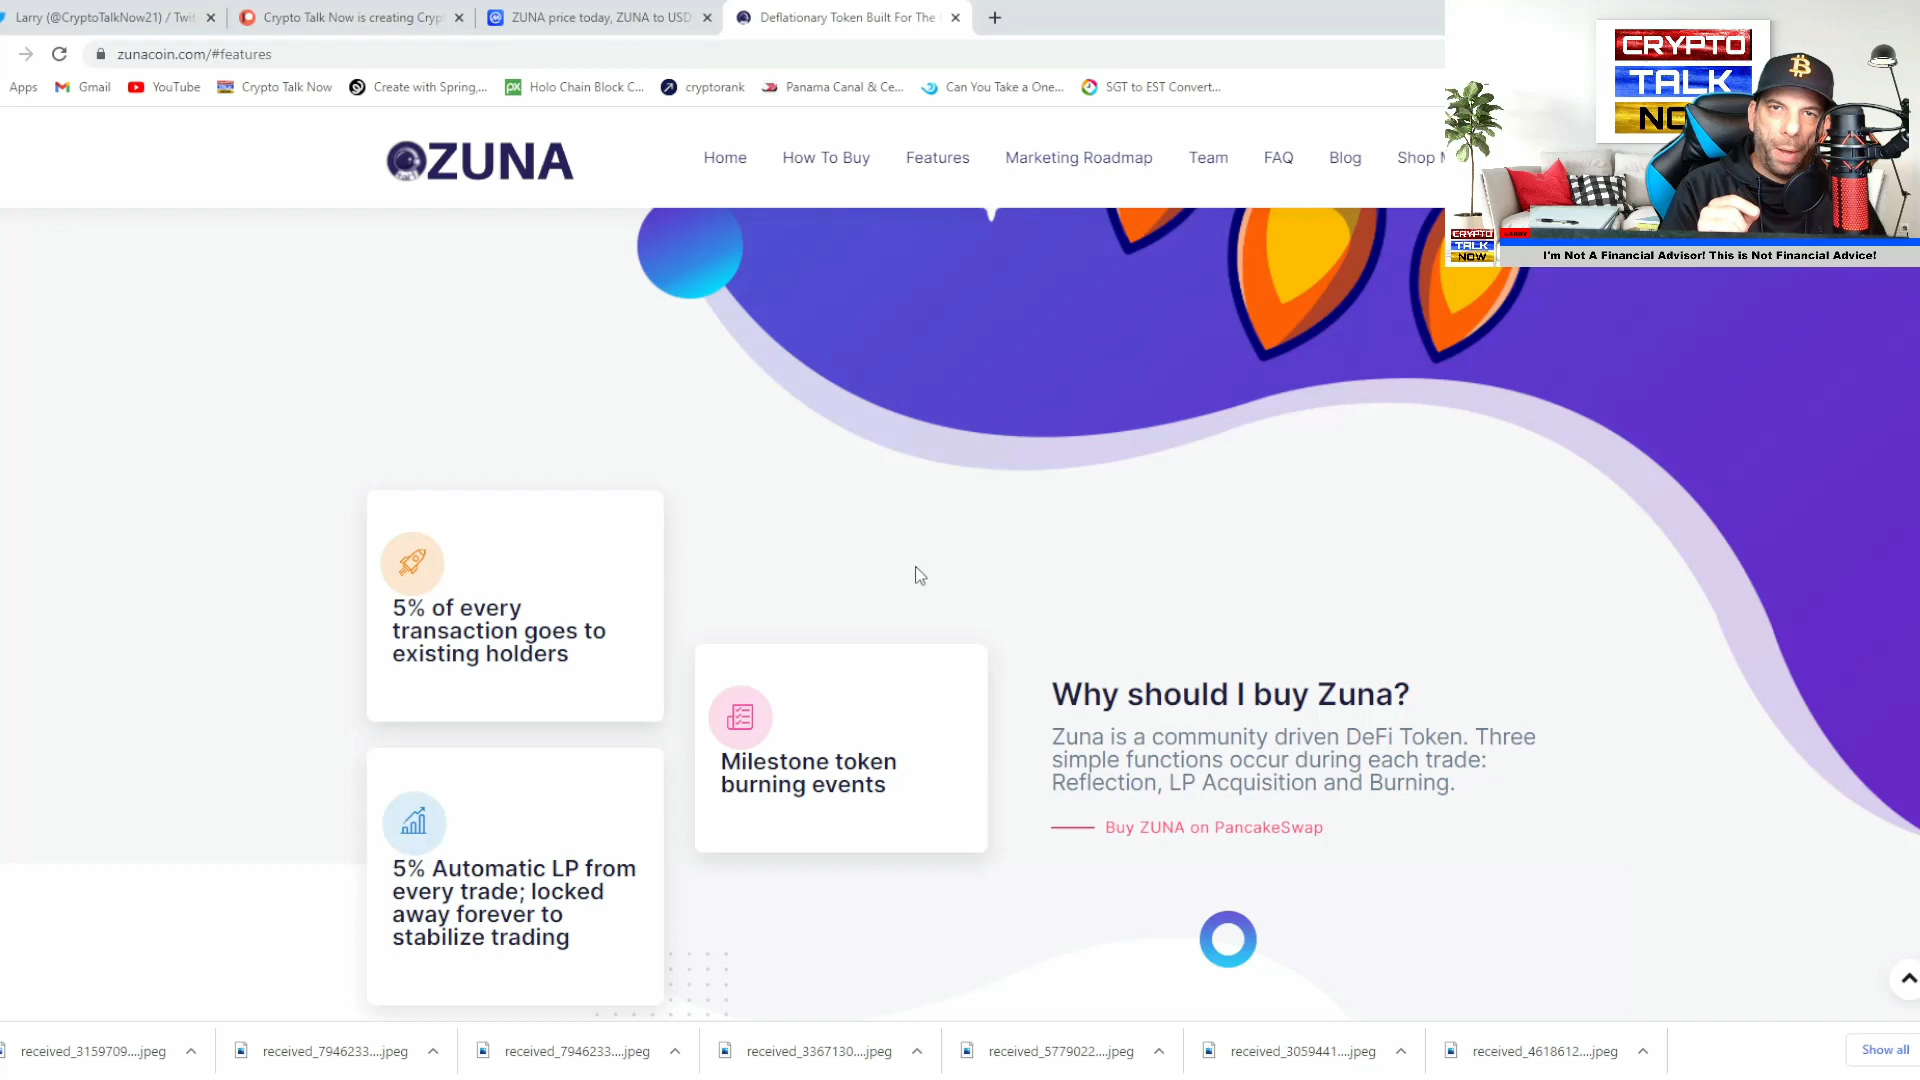 Larry (@CryptoTalkNow21) / Twit
Crypto Talk Now is creating Cryp
ZUNA price today, ZUNA to USD
Deflationary Token Built For The
zunacoin.com/#features
Apps
Gmail
YouTube
Crypto Talk Now
Create with Spring,...
Holo Chain Block C...
cryptorank
Panama Canal & Ce...
Can You Take a One...
SGT to EST Convert...
CRYPTO
TALK
NO
ZUNA
Home
How To Buy
Features
Marketing Roadmap
Team
FAQ
Blog
Shop
CRYPTO
TALK
NOW
LARRY
I'm Not A Financial Advisor! This is Not Financial Advice!
5% of every
transaction goes to
existing holders
Milestone token
burning events
5% Automatic LP from
every trade; locked
away forever to
stabilize trading
Why should I buy Zuna?
Zuna is a community driven DeFi Token. Three
simple functions occur during each trade:
Reflection, LP Acquisition and Burning.
Buy ZUNA on PancakeSwap
received_3159709....jpeg
received_7946233....jpeg
received_7946233....jpeg
received_3367130....jpeg
received_5779022....jpeg
received_3059441....jpeg
received_4618612....jpeg
Show all